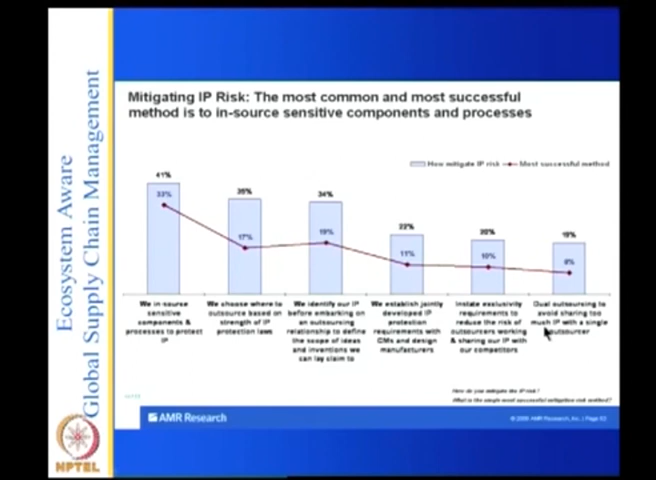 Ecosystem Aware
Global Supply Chain Management
Mitigating IP Risk: The most common and most successful
method is to in-source sensitive components and processes
How mitigate IP risk
Most successful method
41%
35%
34%
22%
20%
19%
33%
17%
19%
11%
10%
8%
We in-source
sensitive
components &
processes to protect
IP
We choose where to
outsource based on
strength of IP
protection laws
We identify our IP
before embarking on
an outsourcing
relationship to define
the scope of ideas
and inventions we
can lay claim to
We establish jointly
developed IP
protection
requirements with
CMs and design
manufacturers
Instate exclusivity
requirements to
reduce the risk of
outsourcers working
& sharing our IP with
our competitors
Dual outsourcing to
avoid sharing too
much IP with a single
outsourcer
How do you mitigate the IP risk?
What is the single most successful mitigation risk method?
AMR Research
AMR Research, Inc. | Page
NPTEL